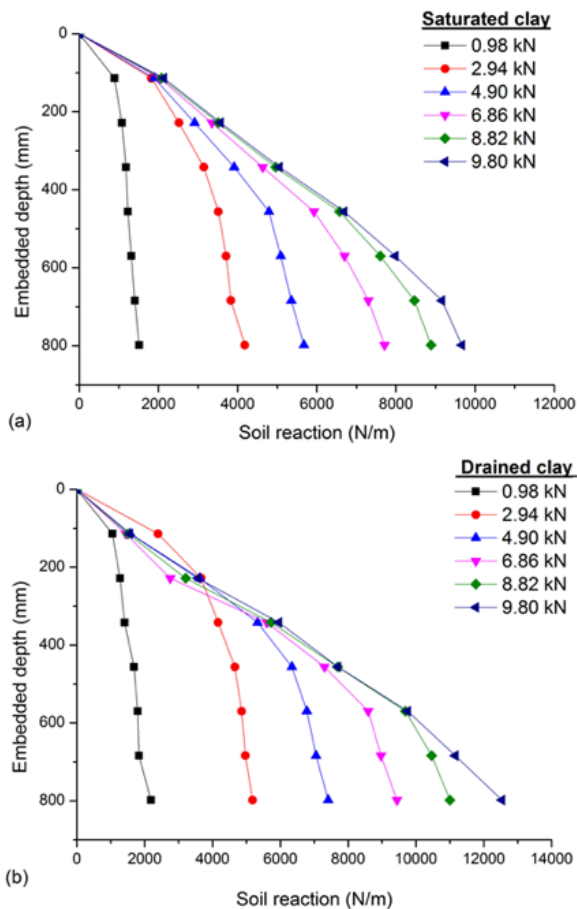 Saturated clay
0.98 kN
2.94 kN
4.90 kN
6.86 kN
8.82 kN
9.80 kN
0
200
400
600
800
Embedded depth (mm)
0 2000 4000 6000 8000 10000 12000
(a)
Soil reaction (N/m)
Drained clay
0.98 kN
2.94 kN
4.90 kN
6.86 kN
8.82 kN
9.80 kN
0
200
400
600
800
Embedded depth (mm)
0 2000 4000 6000 8000 10000 12000 14000
(b)
Soil reaction (N/m)